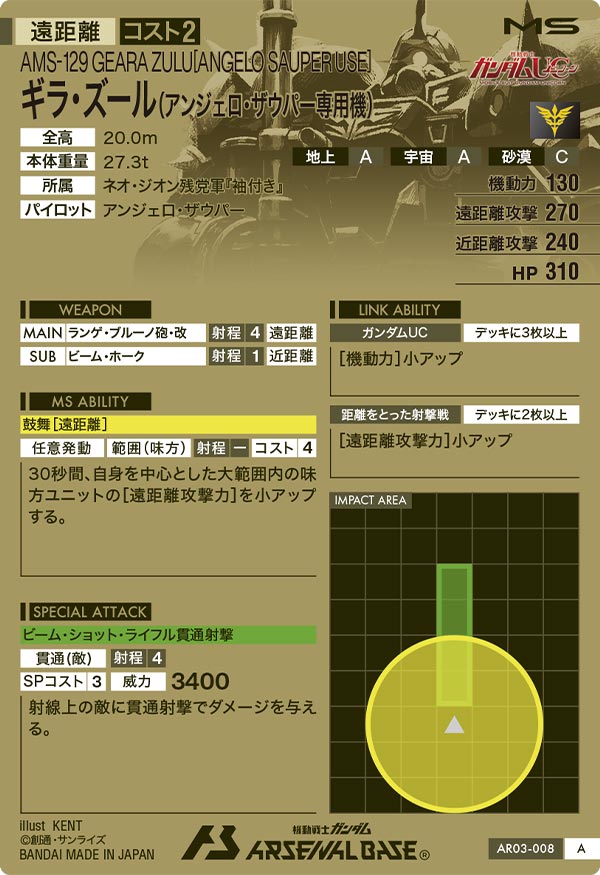 遠距離 コスト2 MS
AMS-129 GEARA ZULU[ANGELO SAUPER USE]
機動戦士
ガンダムUC
ギラ・ズール(アンジェロ・ザウパー専用機)
全高 20.0m
本体重量 27.3t
地上 A 宇宙 A 砂漠 C
所属 ネオ・ジオン残党軍『袖付き』
機動力 130
パイロット アンジェロ・ザウパー
遠距離攻撃 270
近距離攻撃 240
HP 310
WEAPON
MAIN ランゲ・ブルーノ砲・改 射程 4 遠距離
SUB ビーム・ホーク 射程 1 近距離
MS ABILITY
鼓舞[遠距離]
任意発動 範囲(味方) 射程 ー コスト 4
30秒間、自身を中心とした大範囲内の味
方ユニットの[遠距離攻撃力]を小アップ
する。
SPECIAL ATTACK
ビーム・ショット・ライフル貫通射撃
貫通(敵) 射程 4
SPコスト 3 威力 3400
射線上の敵に貫通射撃でダメージを与え
る。
LINK ABILITY
ガンダムUC デッキに3枚以上
[機動力]小アップ
距離をとった射撃戦 デッキに2枚以上
[遠距離攻撃力]小アップ
IMPACT AREA
illust KENT
©創通・サンライズ
BANDAI MADE IN JAPAN
機動戦士ガンダム
ARSENAL BASE®
AR03-008 A